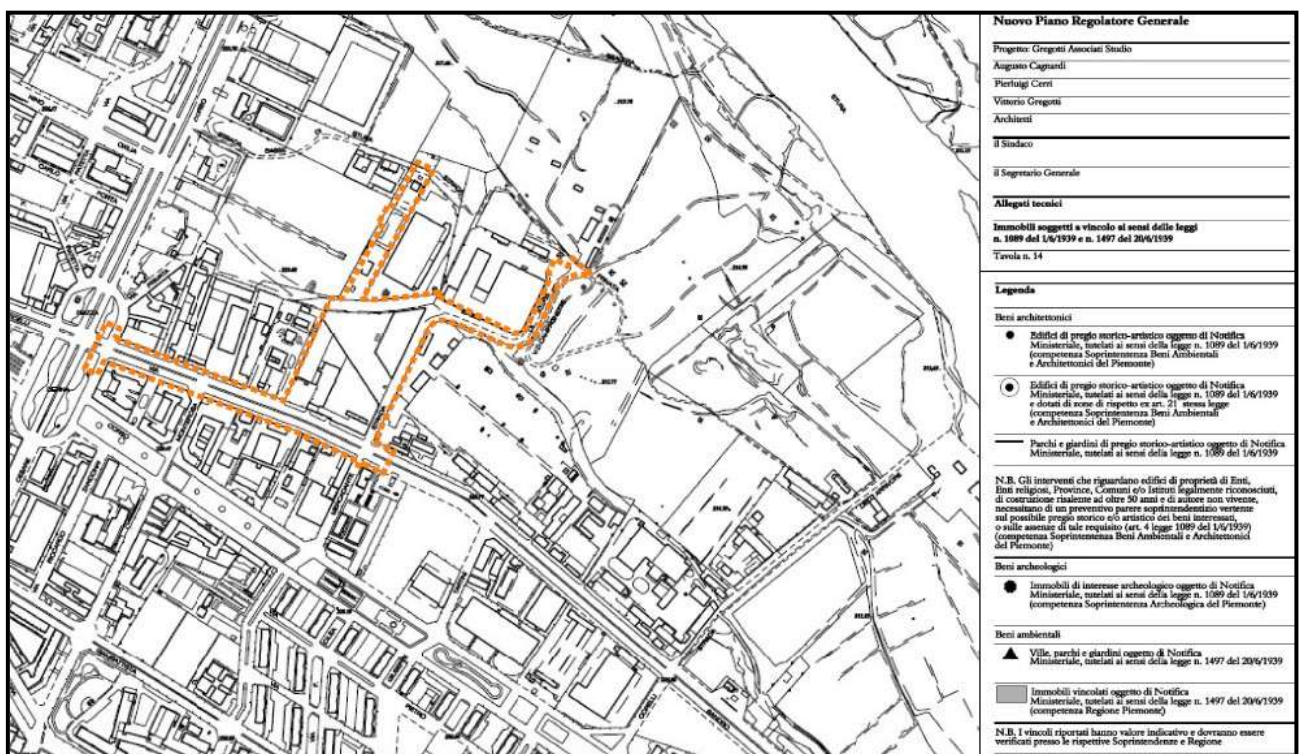 Nuovo Piano Regolatore Generale
Progetto: Gregotti Associati Studio
Augusto Cagnardi
Pierluigi Cerri
Vittorio Gregotti
Architetti
il Sindaco
il Segretario Generale
Allegati tecnici
Immobili soggetti a vincolo ai sensi delle leggi
n. 1089 del 1/6/1939 e n. 1497 del 20/6/1939
Tavola n. 14
Legenda
Beni architettonici
Edifici di pregio storico-artistico oggetto di Notifica
Ministeriale, tutelati ai sensi della legge n. 1089 del 1/6/1939
(competenza Soprintentenza Beni Ambientali
e Architettonici del Piemonte)
Edifici di pregio storico-artistico oggetto di Notifica
Ministeriale, tutelati ai sensi della legge n. 1089 del 1/6/1939
e dotati di zone di rispetto ex art. 21 stessa legge
(competenza Soprintentenza Beni Ambientali
e Architettonici del Piemonte)
Parchi e giardini di pregio storico-artistico oggetto di Notifica
Ministeriale, tutelati ai sensi della legge n. 1089 del 1/6/1939
N.B. Gli interventi che riguardano edifici di proprietà di Enti,
Enti religiosi, Province, Comuni e/o Istituti legalmente riconosciuti,
di costruzione risalente ad oltre 50 anni e di autore non vivente,
necessitano di un preventivo parere soprintendentizio vertente
sul possibile pregio storico e/o artistico dei beni interessati,
o sulle assenze di tale requisito (art. 4 legge 1089 del 1/6/1939)
(competenza Soprintentenza Beni Ambientali e Architettonici
del Piemonte)
Beni archeologici
Immobili di interesse archeologico oggetto di Notifica
Ministeriale, tutelati ai sensi della legge n. 1089 del 1/6/1939
(competenza Soprintentenza Archeologica del Piemonte)
Beni ambientali
Ville, parchi e giardini oggetto di Notifica
Ministeriale, tutelati ai sensi della legge n. 1497 del 20/6/1939
Immobili vincolati oggetto di Notifica
Ministeriale, tutelati ai sensi della legge n. 1497 del 20/6/1939
(competenza Regione Piemonte)
N.B. I vincoli riportati hanno valore indicativo e dovranno essere
verificati presso le rispettive Soprintendenze e Regione
STURA
PIAZZA
CORSO
VIA
PIETRO